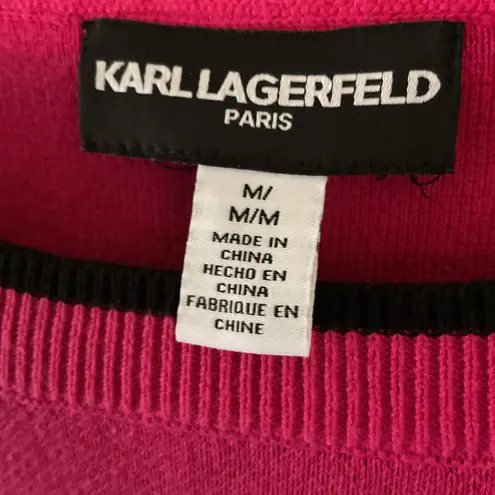 KARL LAGERFELD
PARIS
M/
M/M
MADE IN
CHINA
HECHO EN
CHINA
FABRIQUE EN
CHINE